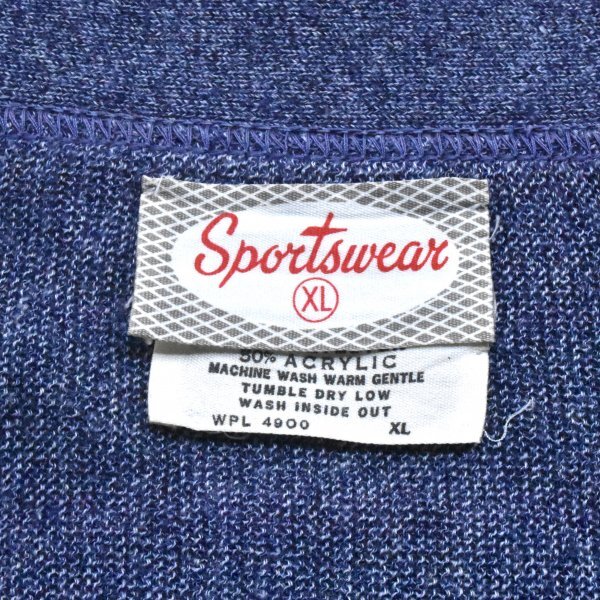 Sportswear
XL
50% ACRYLIC
MACHINE WASH WARM GENTLE
TUMBLE DRY LOW
WASH INSIDE OUT
WPL 4900 XL